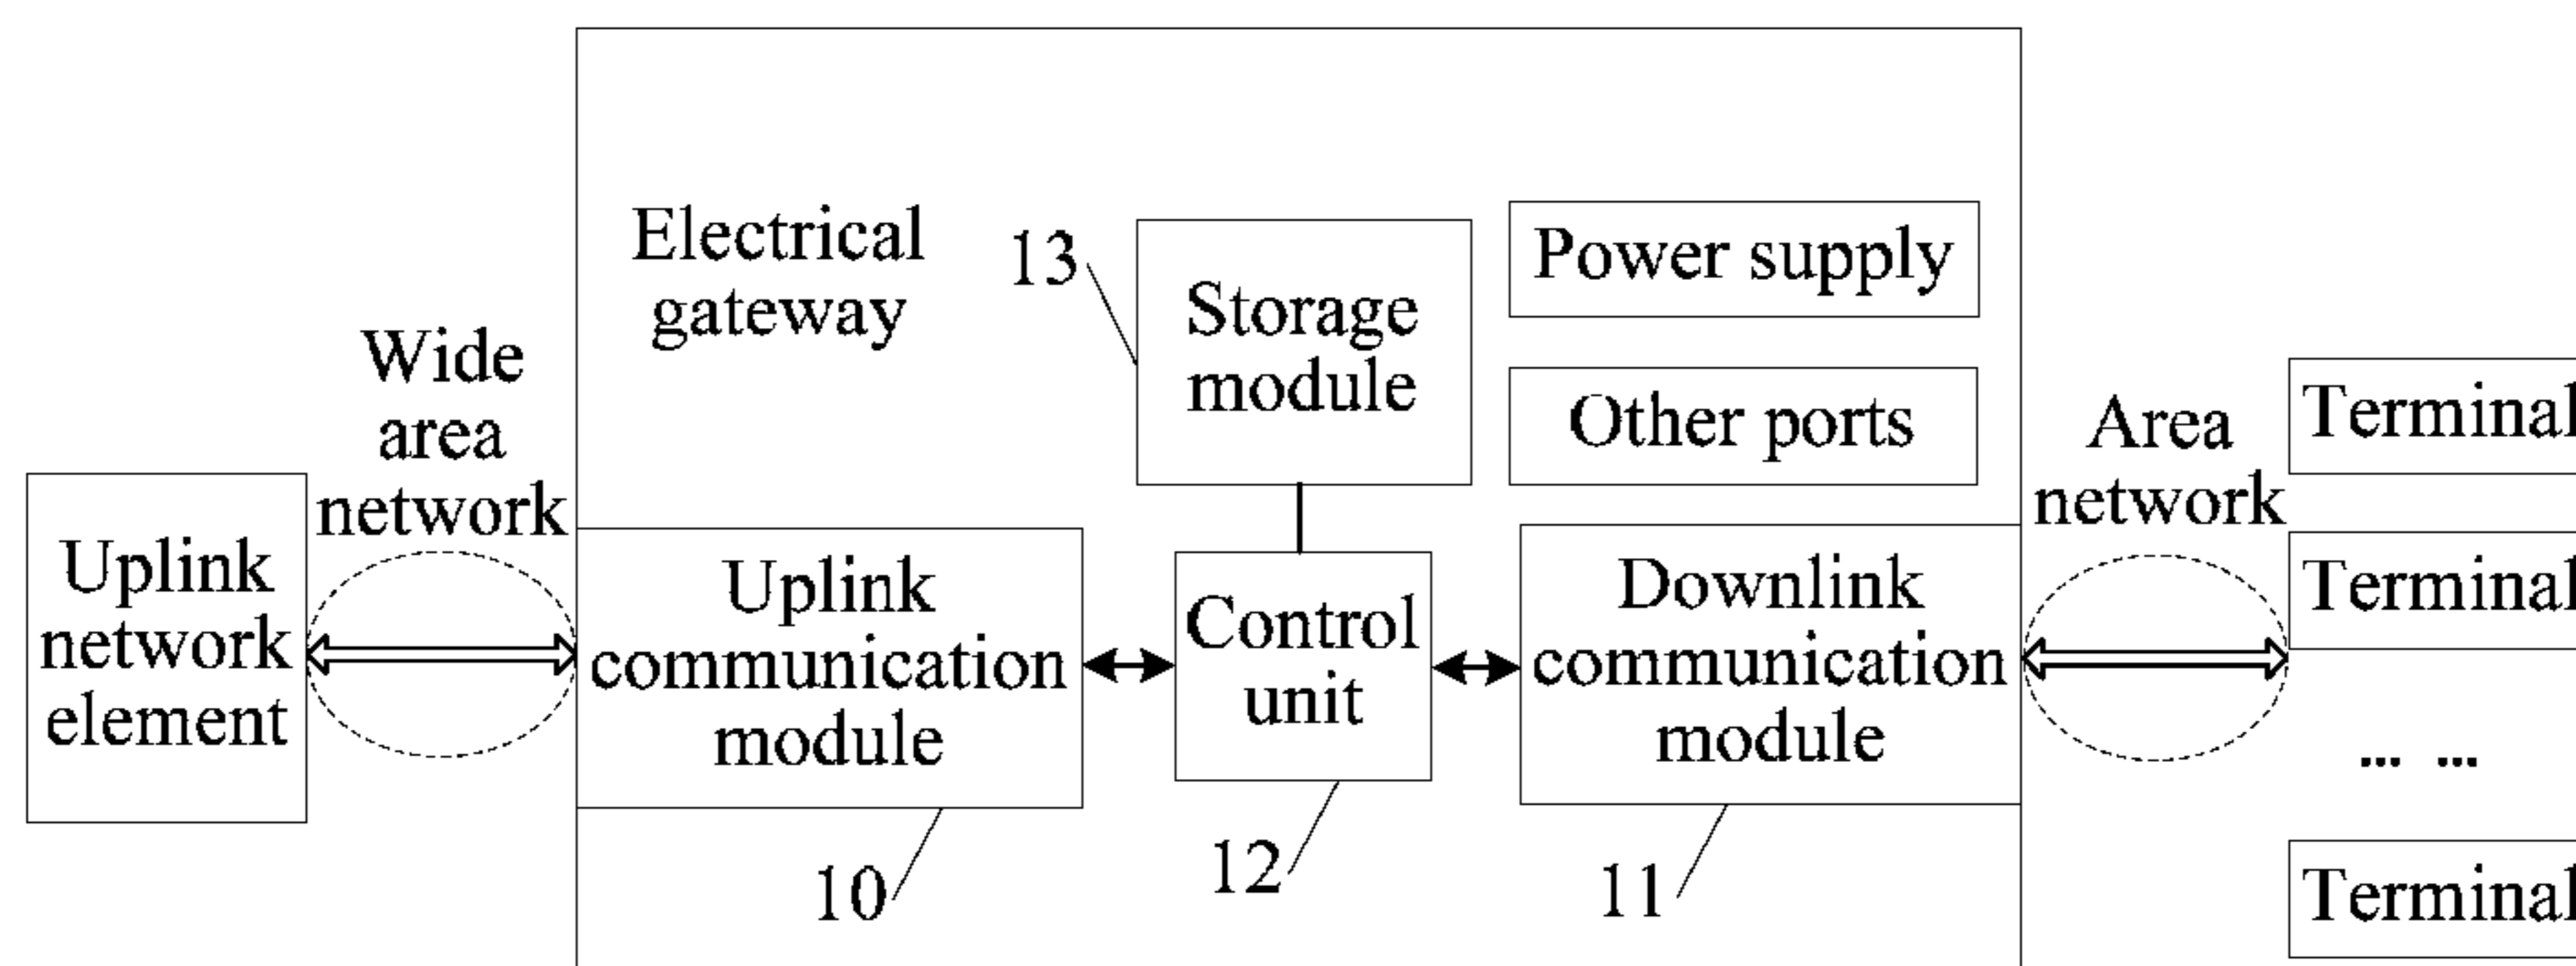 Uplink
network
element
Wide
area
network
Electrical
gateway
13
Storage
module
Power supply
Other ports
Uplink
communication
module
10
Control
unit
12
Downlink
communication
module
11
Area
network
Terminal
Terminal
... ...
Terminal